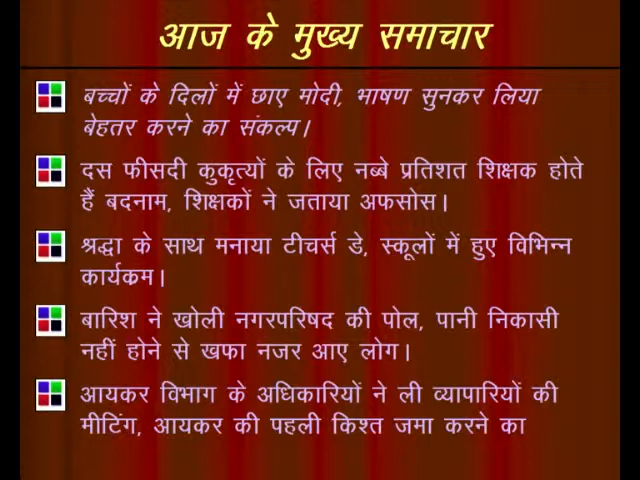 आज के मुख्य समाचार
बच्चों के दिलों में छाए मोदी, भाषण सुनकर लिया
बेहतर करने का संकल्प।
दस फीसदी कुकृत्यों के लिए नब्बे प्रतिशत शिक्षक होते
हैं बदनाम, शिक्षकों ने जताया अफसोस।
श्रद्धा के साथ मनाया टीचर्स डे, स्कूलों में हुए विभिन्न
कार्यक्रम।
बारिश ने खोली नगरपरिषद की पोल, पानी निकासी
नहीं होने से खफा नजर आए लोग।
आयकर विभाग के अधिकारियों ने ली व्यापारियों की
मीटिंग, आयकर की पहली किश्त जमा करने का